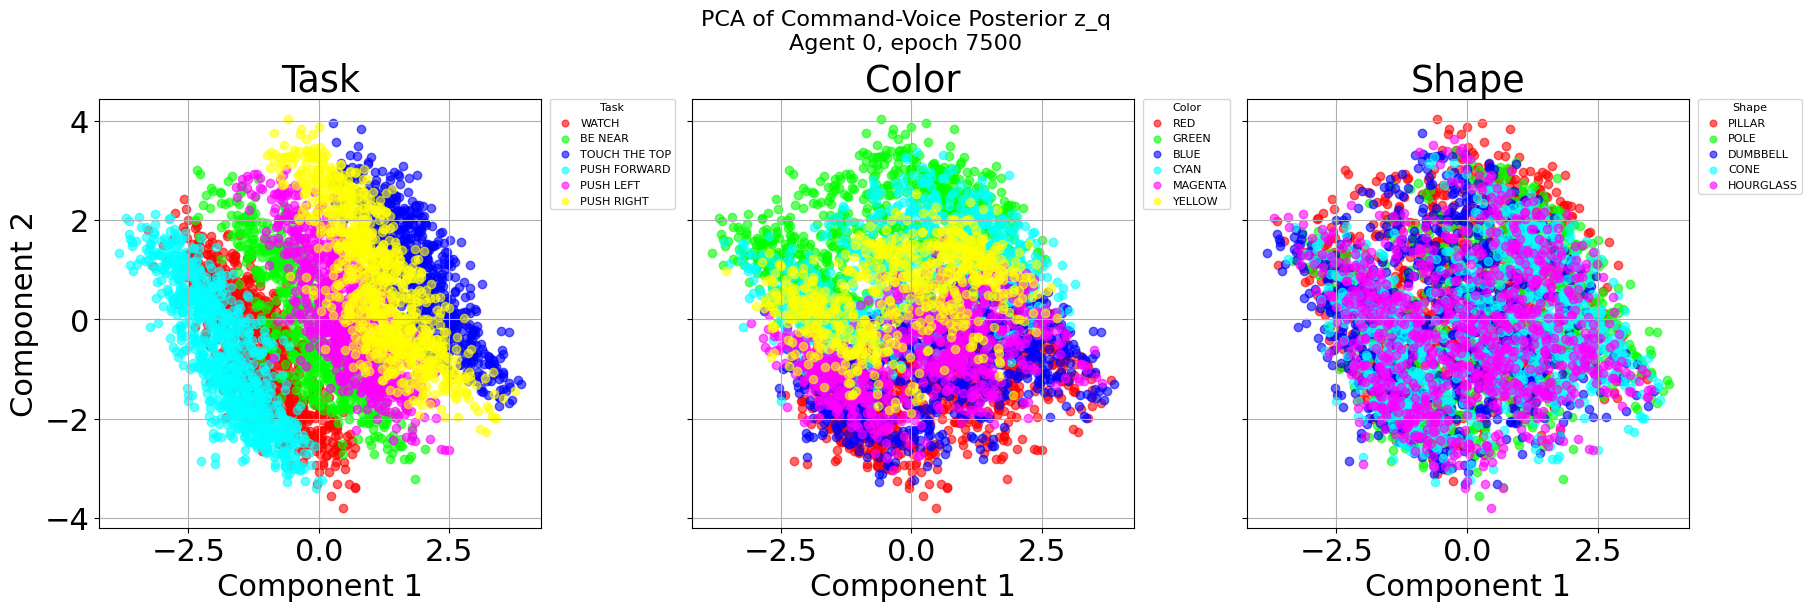 PCA of Command-Voice Posterior z_q
Agent 0, epoch 7500
Task
Color
Shape
Component 2
4
2
0
−2
−4
−2.5 0.0 2.5
Component 1
Task
WATCH
BE NEAR
TOUCH THE TOP
PUSH FORWARD
PUSH LEFT
PUSH RIGHT
−2.5 0.0 2.5
Component 1
Color
RED
GREEN
BLUE
CYAN
MAGENTA
YELLOW
−2.5 0.0 2.5
Component 1
Shape
PILLAR
POLE
DUMBBELL
CONE
HOURGLASS